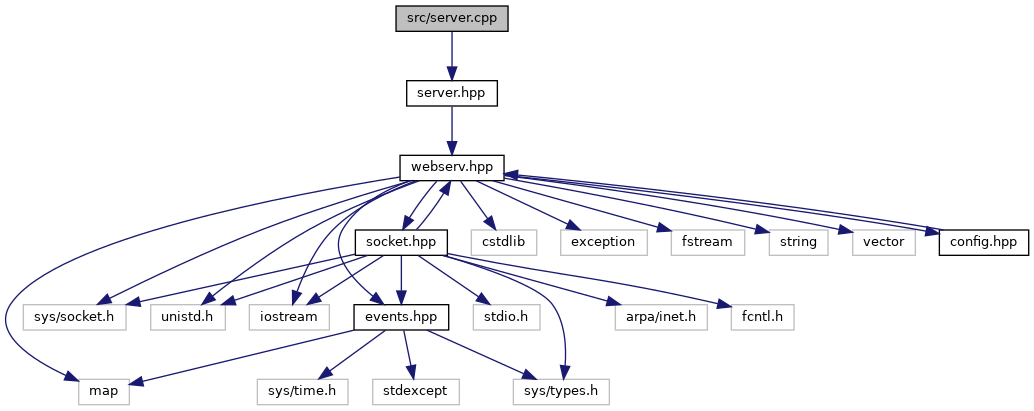 src/server.cpp
server.hpp
webserv.hpp
socket.hpp
cstdlib
exception
fstream
string
vector
config.hpp
sys/socket.h
unistd.h
iostream
events.hpp
stdio.h
arpa/inet.h
fcntl.h
map
sys/time.h
stdexcept
sys/types.h